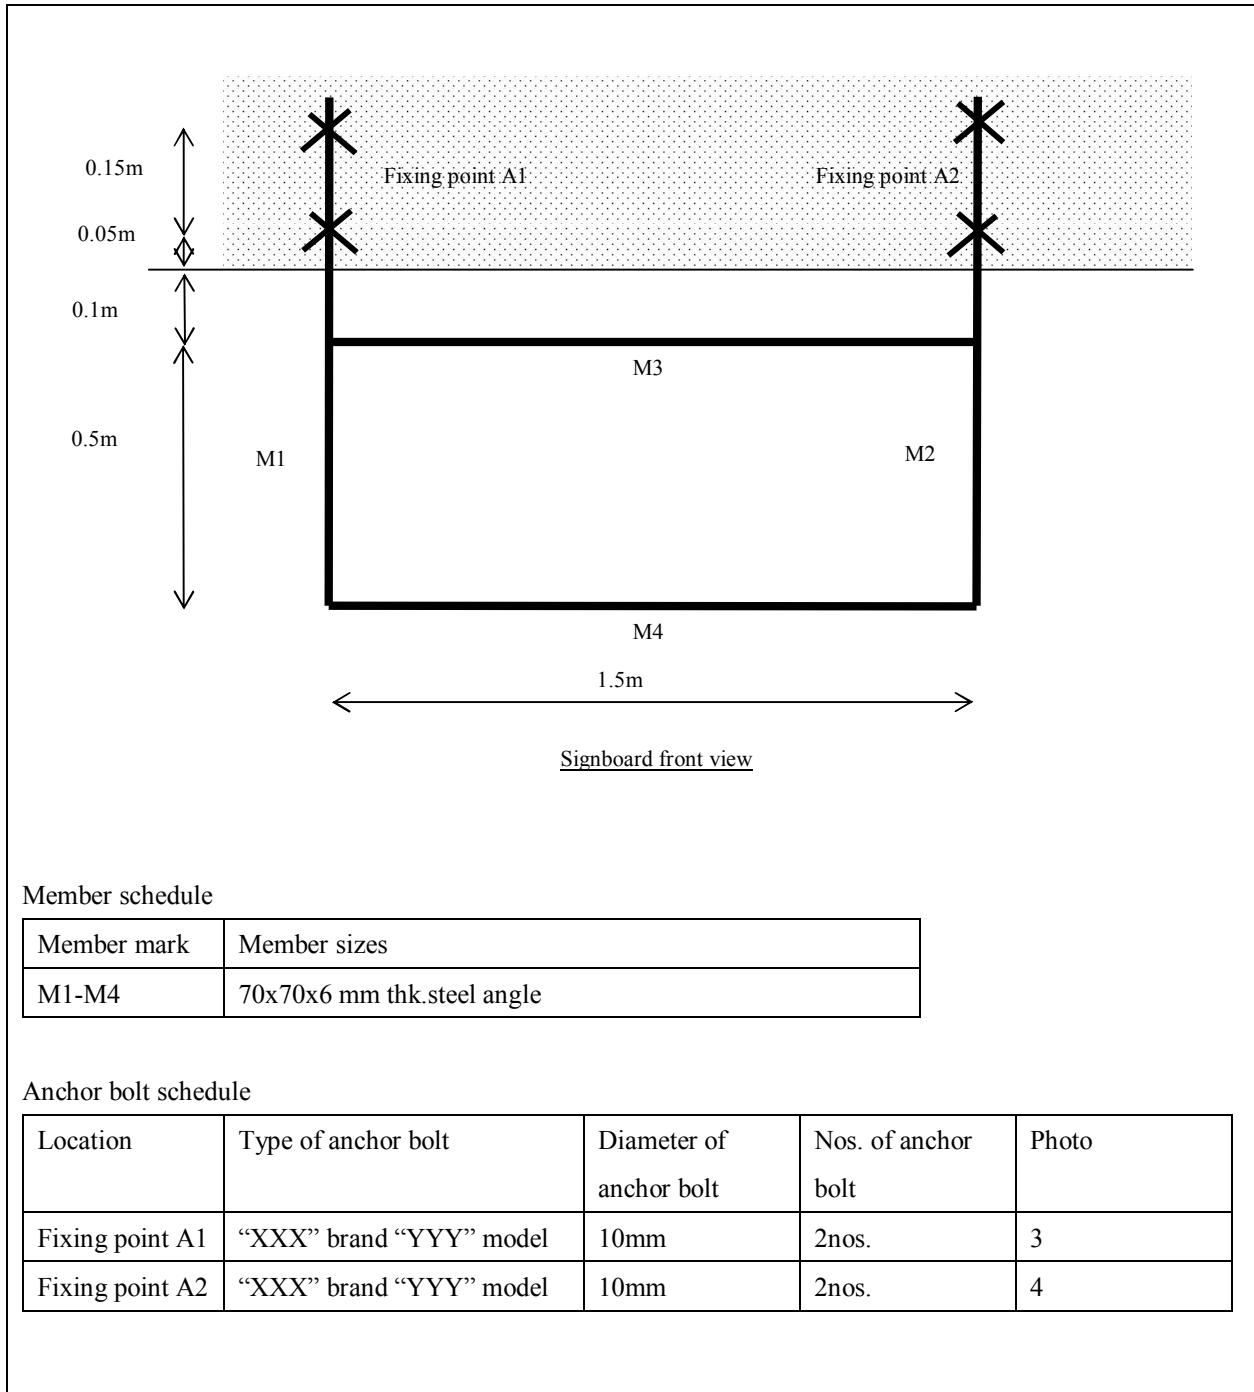 0.15m
Fixing point A1
Fixing point A2
0.05m
0.1m
M3
0.5m
M1
M2
M4
1.5m
Signboard front view
Member schedule
Member mark
Member sizes
M1-M4
70x70x6 mm thk.steel angle
Anchor bolt schedule
Location
Type of anchor bolt
Diameter of
anchor bolt
Nos. of anchor
bolt
Photo
Fixing point A1
“XXX” brand “YYY” model
10mm
2nos.
3
Fixing point A2
“XXX” brand “YYY” model
10mm
2nos.
4